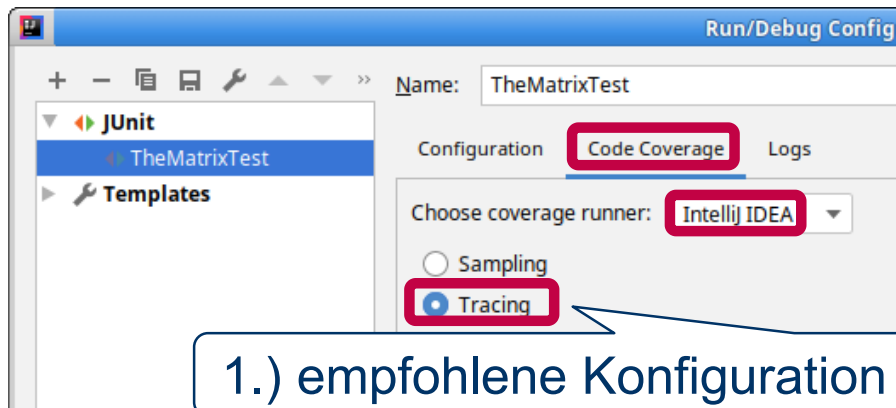 Run/Debug Config
Name: TheMatrixTest
JUnit
TheMatrixTest
Templates
Configuration Code Coverage Logs
Choose coverage runner: IntelliJ IDEA
Sampling
Tracing
1.) empfohlene Konfiguration